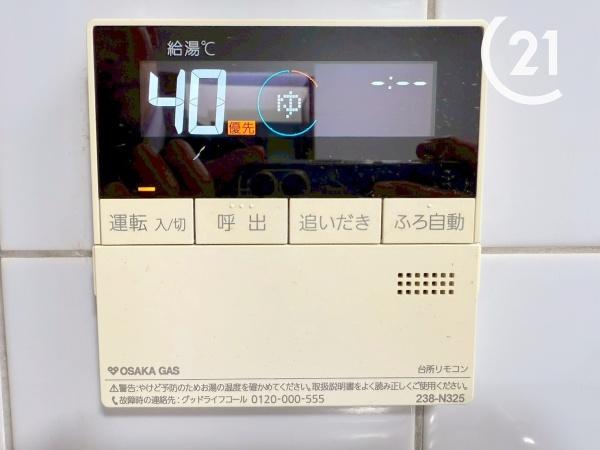 21
給湯℃
40
優先
ゆ
-:--
運転 入/切
呼出
追いだき
ふろ自動
OSAKA GAS
台所リモコン
⚠警告:やけど予防のためお湯の温度を確かめてください。取扱説明書をよく読み正しくご使用ください。
故障時の連絡先:グッドライフコール 0120-000-555
238-N325